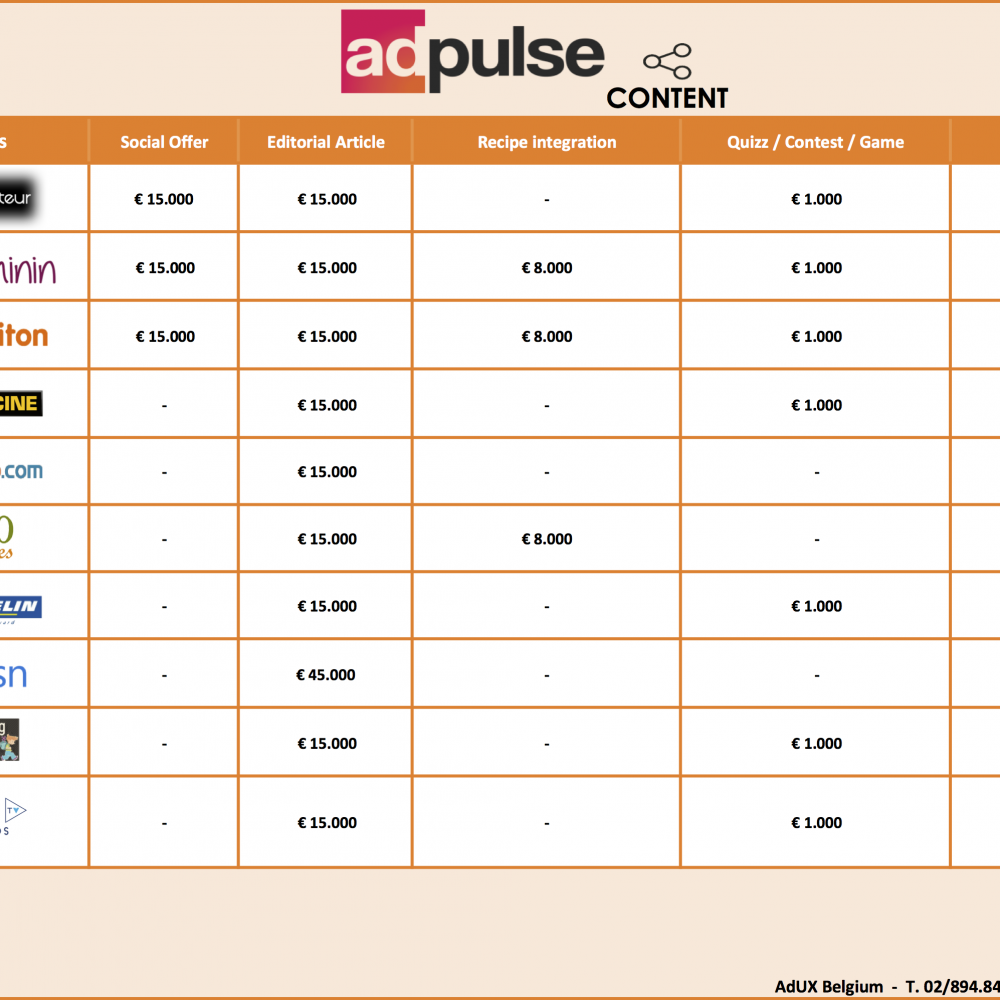 adpulse
CONTENT
s Social Offer Editorial Article Recipe integration Quizz / Contest / Game
teur € 15.000 € 15.000 - € 1.000
inin € 15.000 € 15.000 € 8.000 € 1.000
iton € 15.000 € 15.000 € 8.000 € 1.000
CINE - € 15.000 - € 1.000
.com - € 15.000 - -
0
es - € 15.000 € 8.000 -
ELIN - € 15.000 - € 1.000
sn - € 45.000 - -
g - € 15.000 - € 1.000
TV
OS - € 15.000 - € 1.000
AdUX Belgium - T. 02/894.84